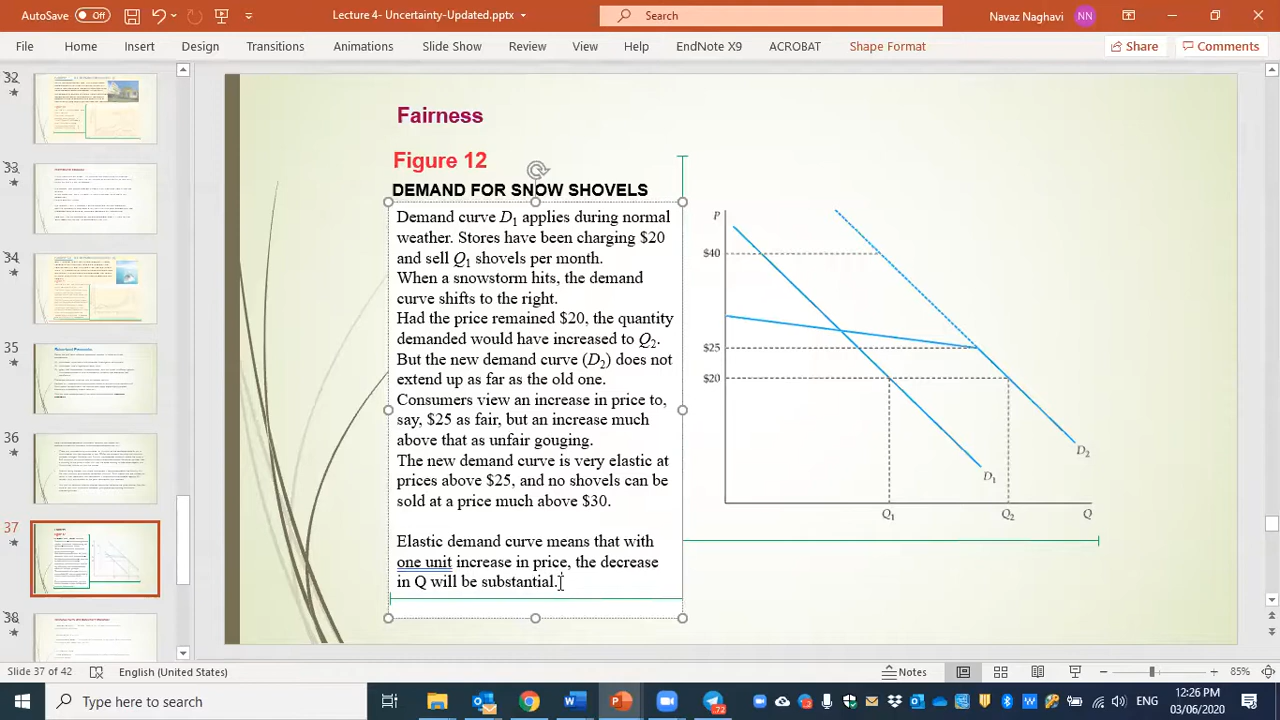 AutoSave Off
Lecture 4- Uncertainty-Updated.pptx
Search
Navaz Naghavi NN
File Home Insert Design Transitions Animations Slide Show Review View Help EndNote X9 ACROBAT Shape Format Share Comments
32
33
34
35
36
37
38
Fairness
Figure 12
DEMAND FOR SNOW SHOVELS
Demand curve D1 applies during normal
weather. Stores have been charging $20
and sell Q1 shovels per month.
When a snowstorm hits, the demand
curve shifts to the right.
Had the price remained $20, the quantity
demanded would have increased to Q2.
But the new demand curve (D2) does not
extend up as far as the old one.
Consumers view an increase in price to,
say, $25 as fair, but an increase much
above that as unfair gouging.
The new demand curve is very elastic at
prices above $25, and no shovels can be
sold at a price much above $30.
Elastic demand curve means that with
one unit increase in price, the decrease
in Q will be substantial.
P
$40
$25
$20
D2
D1
Q1 Q2 Q
Slide 37 of 42 English (United States) Notes 85%
Type here to search
72
ENG
12:26 PM
03/06/2020